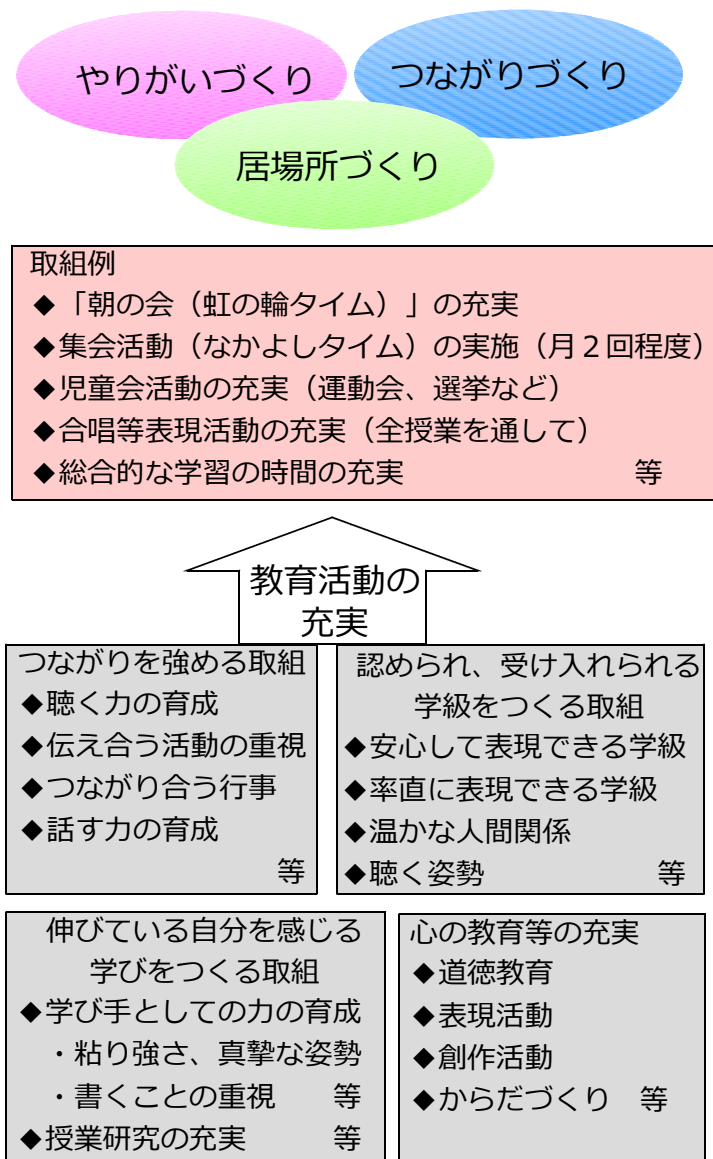 やりがいづくり
つながりづくり
居場所づくり
取組例
◆「朝の会（虹の輪タイム）」の充実
◆集会活動（なかよしタイム）の実施（月２回程度）
◆児童会活動の充実（運動会、選挙など）
◆合唱等表現活動の充実（全授業を通して）
◆総合的な学習の時間の充実　等
教育活動の
充実
つながりを強める取組
◆聴く力の育成
◆伝え合う活動の重視
◆つながり合う行事
◆話す力の育成
等
認められ、受け入れられる
学級をつくる取組
◆安心して表現できる学級
◆率直に表現できる学級
◆温かな人間関係
◆聴く姿勢　等
伸びている自分を感じる
学びをつくる取組
◆学び手としての力の育成
・粘り強さ、真摯な姿勢
・書くことの重視　等
◆授業研究の充実　等
心の教育等の充実
◆道徳教育
◆表現活動
◆創作活動
◆からだづくり　等